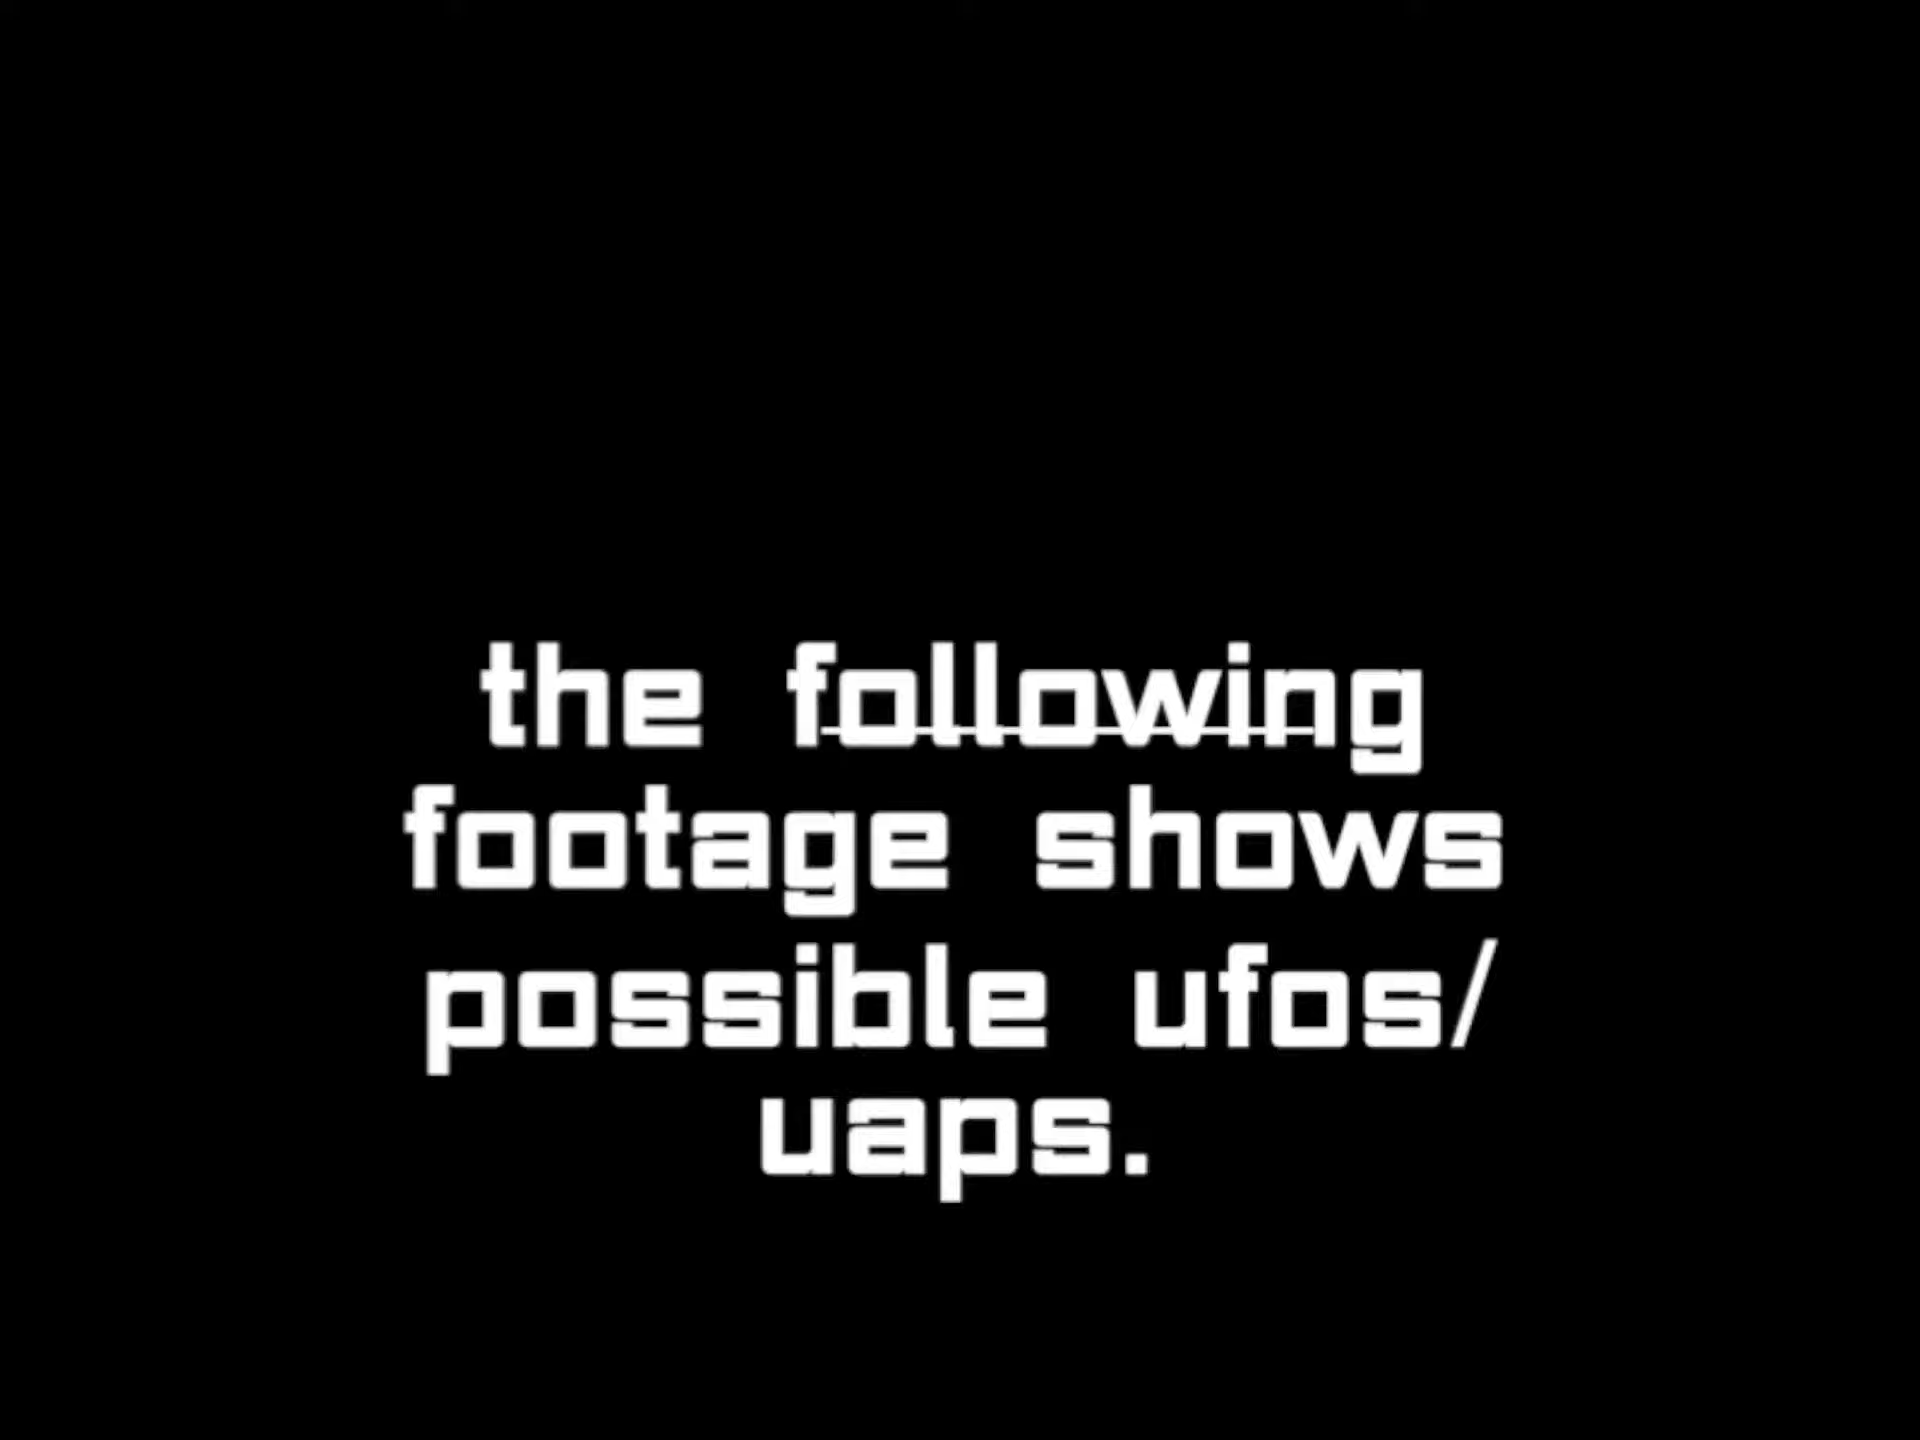 the following
footage shows
possible ufos/
uaps.